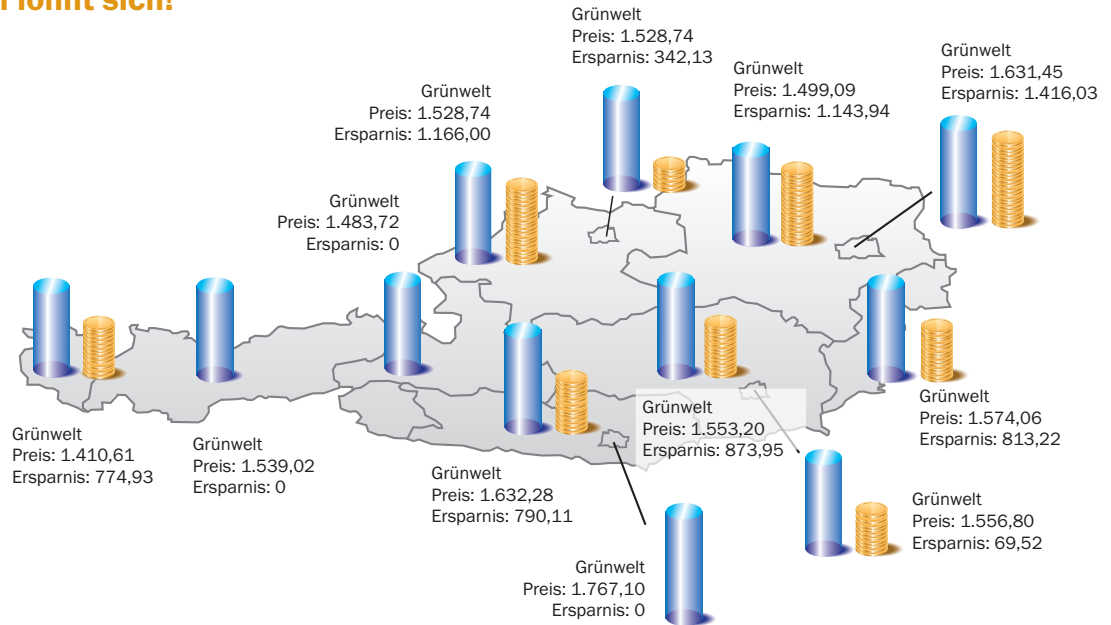 lohnt sich!
Grünwelt
Preis: 1.528,74
Ersparnis: 342,13
Grünwelt
Preis: 1.631,45
Ersparnis: 1.416,03
Grünwelt
Preis: 1.499,09
Ersparnis: 1.143,94
Grünwelt
Preis: 1.528,74
Ersparnis: 1.166,00
Grünwelt
Preis: 1.483,72
Ersparnis: 0
Grünwelt
Preis: 1.410,61
Ersparnis: 774,93
Grünwelt
Preis: 1.539,02
Ersparnis: 0
Grünwelt
Preis: 1.632,28
Ersparnis: 790,11
Grünwelt
Preis: 1.553,20
Ersparnis: 873,95
Grünwelt
Preis: 1.574,06
Ersparnis: 813,22
Grünwelt
Preis: 1.556,80
Ersparnis: 69,52
Grünwelt
Preis: 1.767,10
Ersparnis: 0